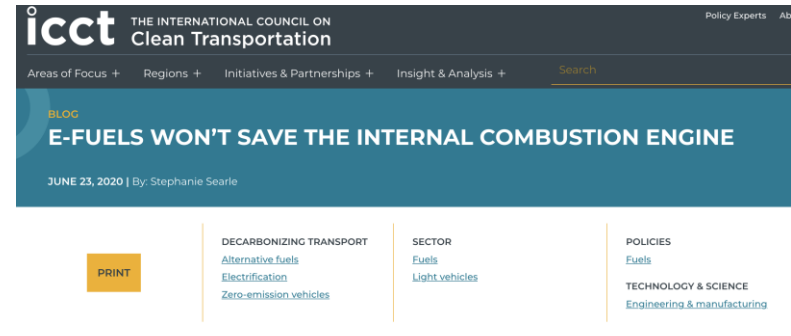 icct THE INTERNATIONAL COUNCIL ON
Clean Transportation
Policy Experts
Areas of Focus + Regions + Initiatives & Partnerships + Insight & Analysis + Search
BLOG
E-FUELS WON'T SAVE THE INTERNAL COMBUSTION ENGINE
JUNE 23, 2020 | By: Stephanie Searle
PRINT
DECARBONIZING TRANSPORT
Alternative fuels
Electrification
Zero-emission vehicles
SECTOR
Fuels
Light vehicles
POLICIES
Fuels
TECHNOLOGY & SCIENCE
Engineering & manufacturing